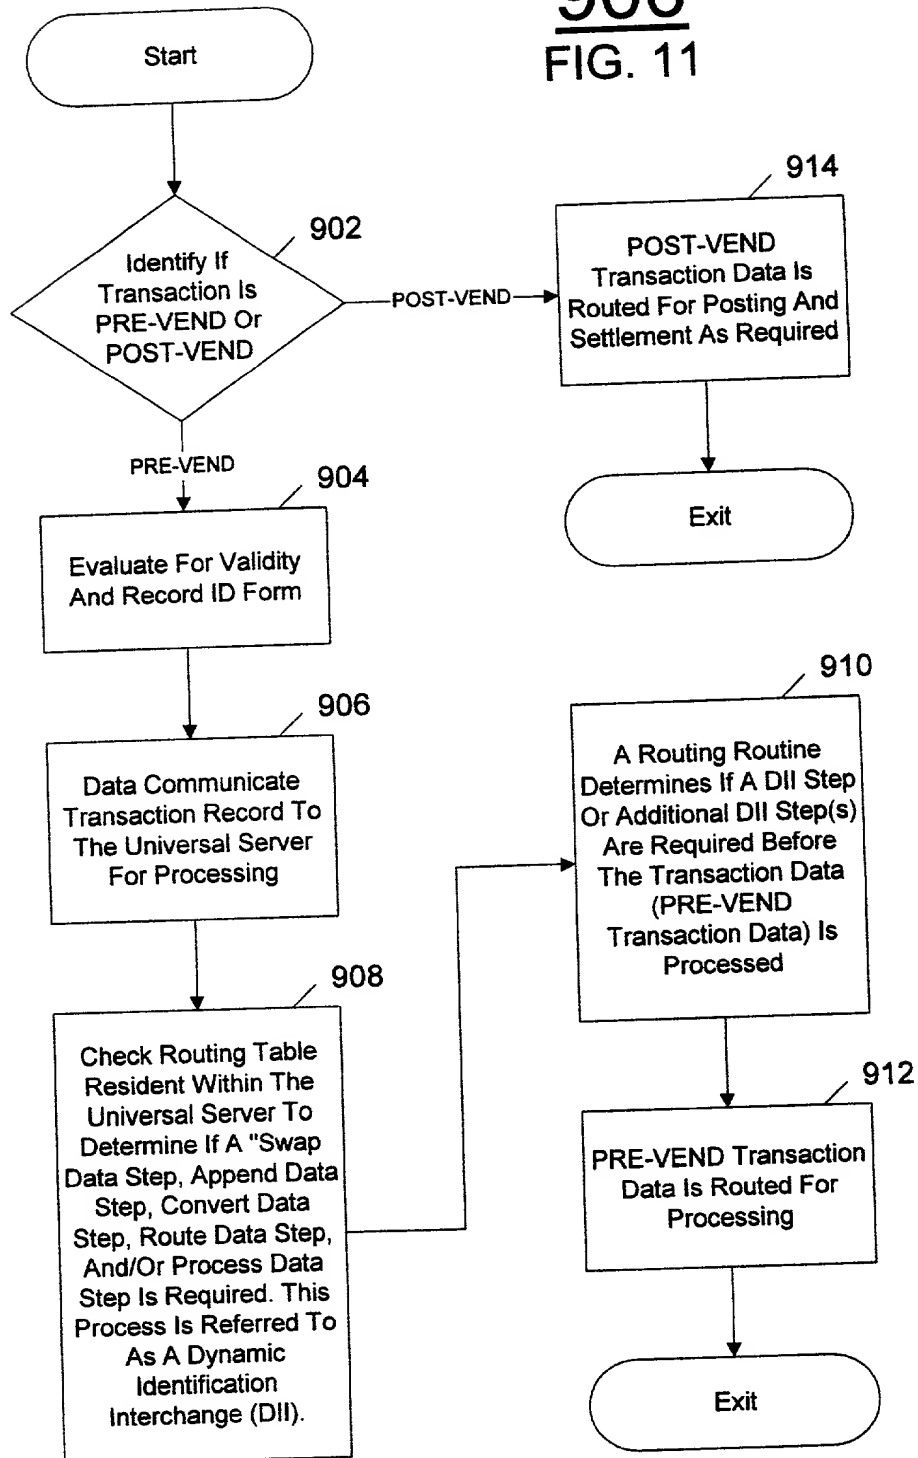 FIG. 11
Start
902
Identify If
Transaction Is
PRE-VEND Or
POST-VEND
POST-VEND
914
POST-VEND
Transaction Data Is
Routed For Posting And
Settlement As Required
Exit
PRE-VEND
904
Evaluate For Validity
And Record ID Form
906
Data Communicate
Transaction Record To
The Universal Server
For Processing
908
Check Routing Table
Resident Within The
Universal Server To
Determine If A "Swap
Data Step, Append Data
Step, Convert Data
Step, Route Data Step,
And/Or Process Data
Step Is Required. This
Process Is Referred To
As A Dynamic
Identification
Interchange (DII).
910
A Routing Routine
Determines If A DII Step
Or Additional DII Step(s)
Are Required Before
The Transaction Data
(PRE-VEND
Transaction Data) Is
Processed
912
PRE-VEND Transaction
Data Is Routed For
Processing
Exit